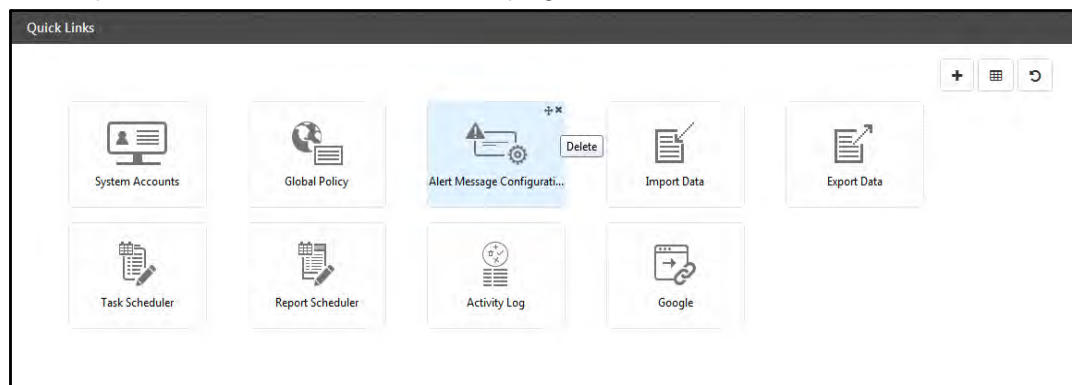 Quick Links
Delete
System Accounts
Global Policy
Alert Message Configurati...
Import Data
Export Data
Task Scheduler
Report Scheduler
Activity Log
Google